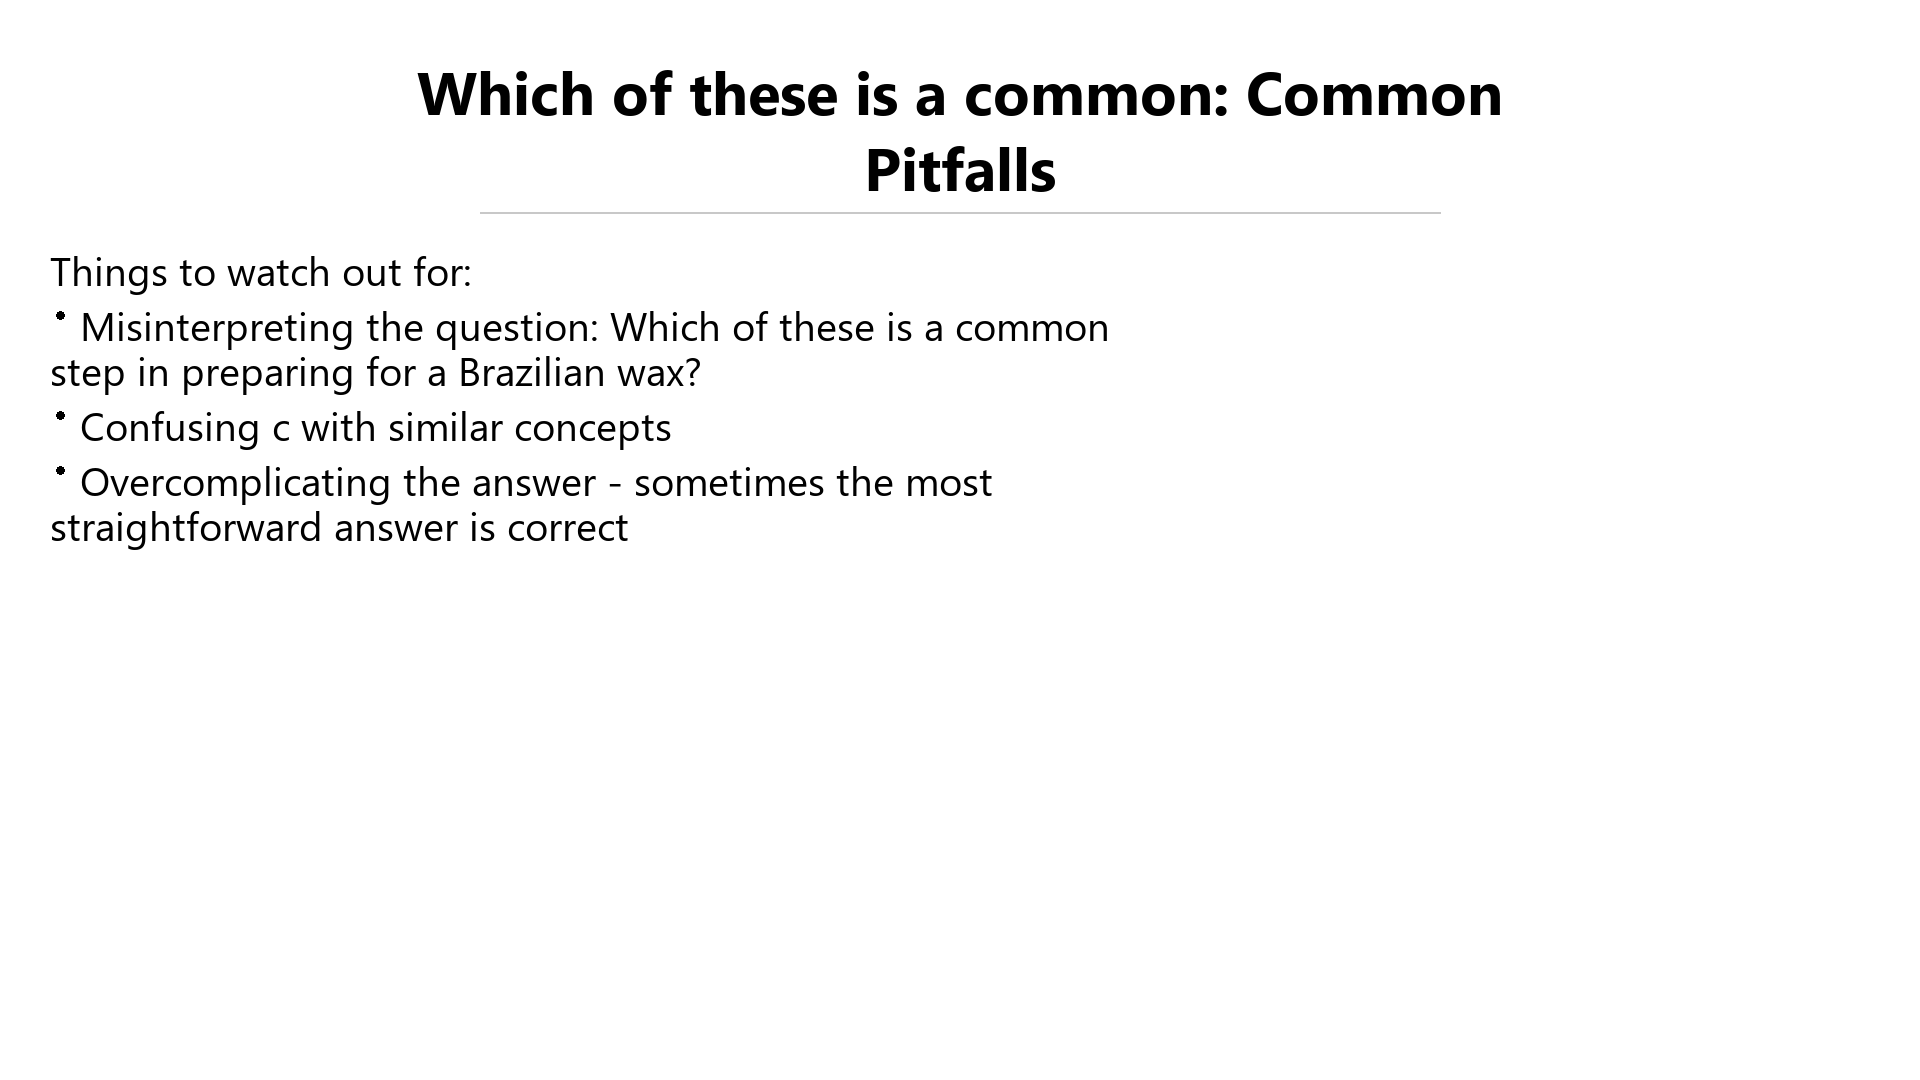 Which of these is a common: Common
Pitfalls
Things to watch out for:
• Misinterpreting the question: Which of these is a common
step in preparing for a Brazilian wax?
• Confusing c with similar concepts
• Overcomplicating the answer - sometimes the most
straightforward answer is correct